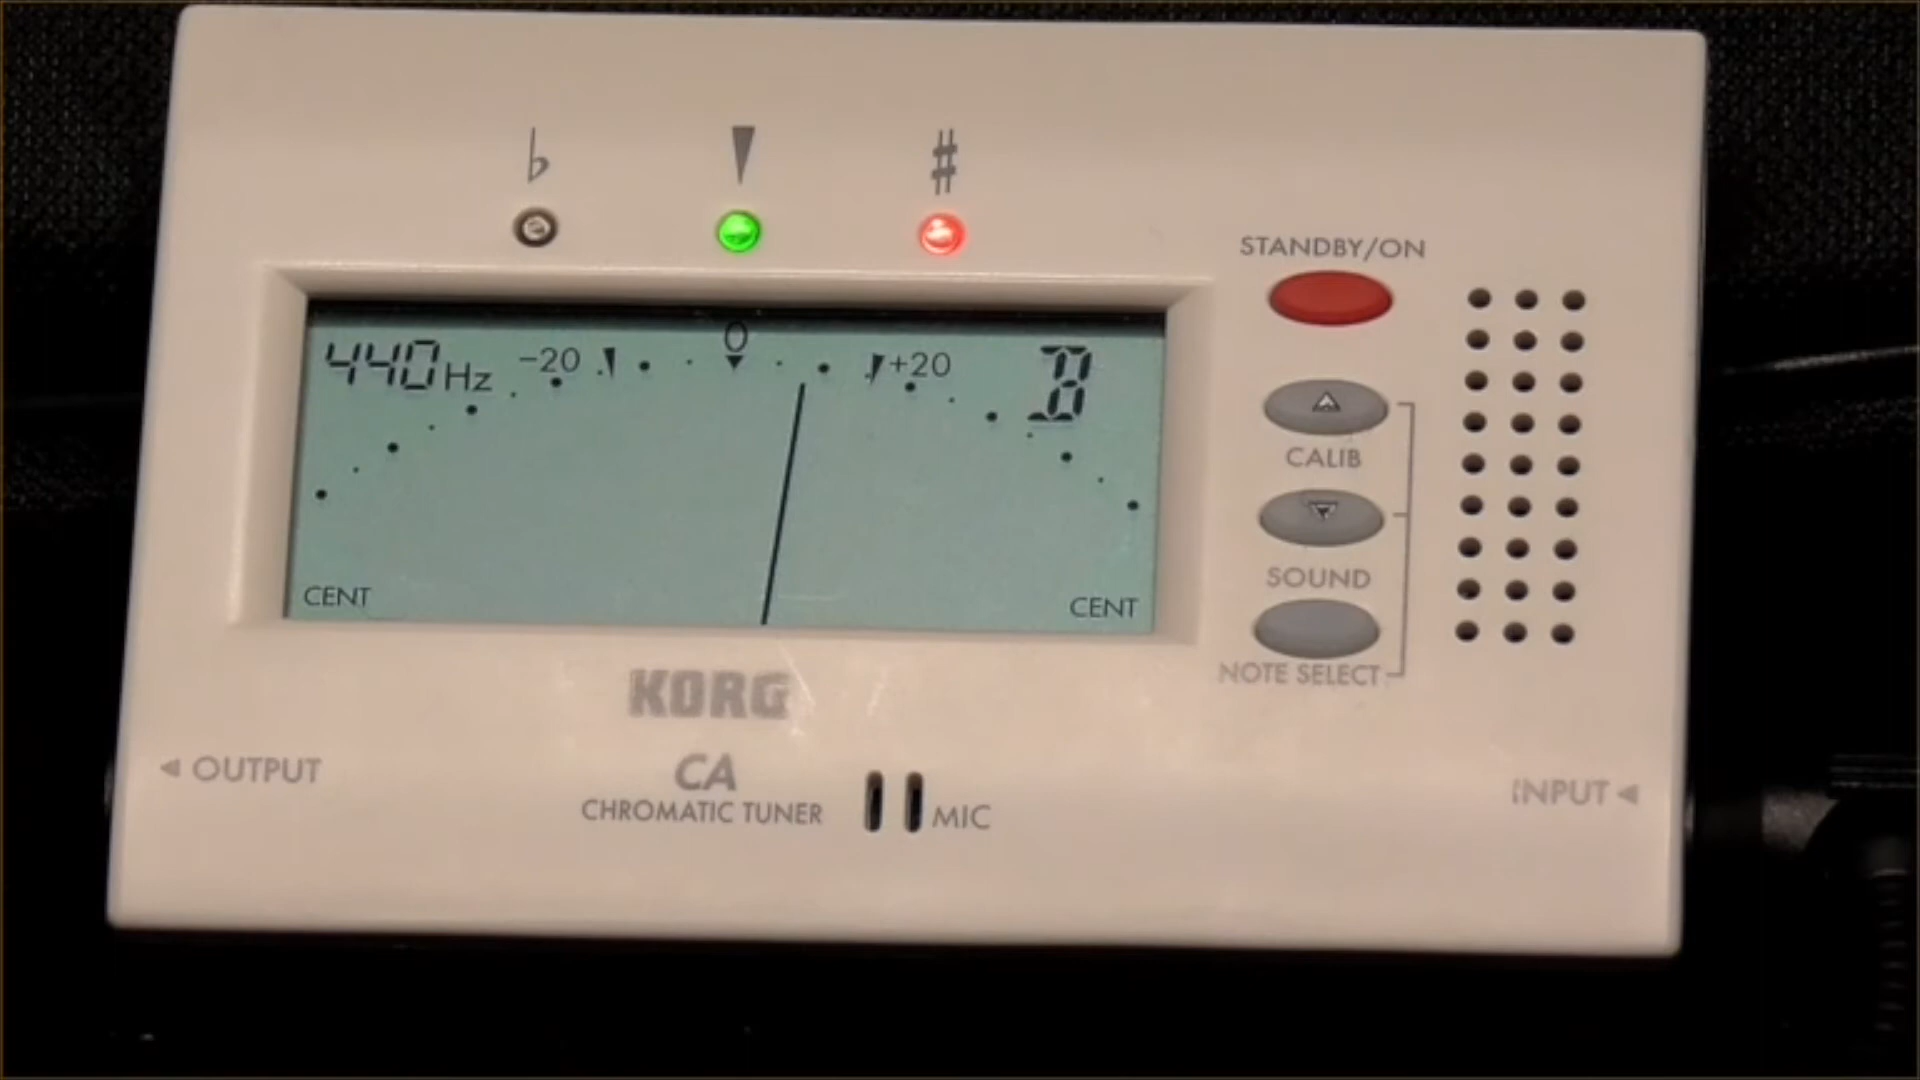 ♭ ♯
STANDBY/ON
440Hz -20 0 +20 B
CALIB
SOUND
CENT CENT
NOTE SELECT
KORG
OUTPUT
CA
CHROMATIC TUNER
MIC
INPUT